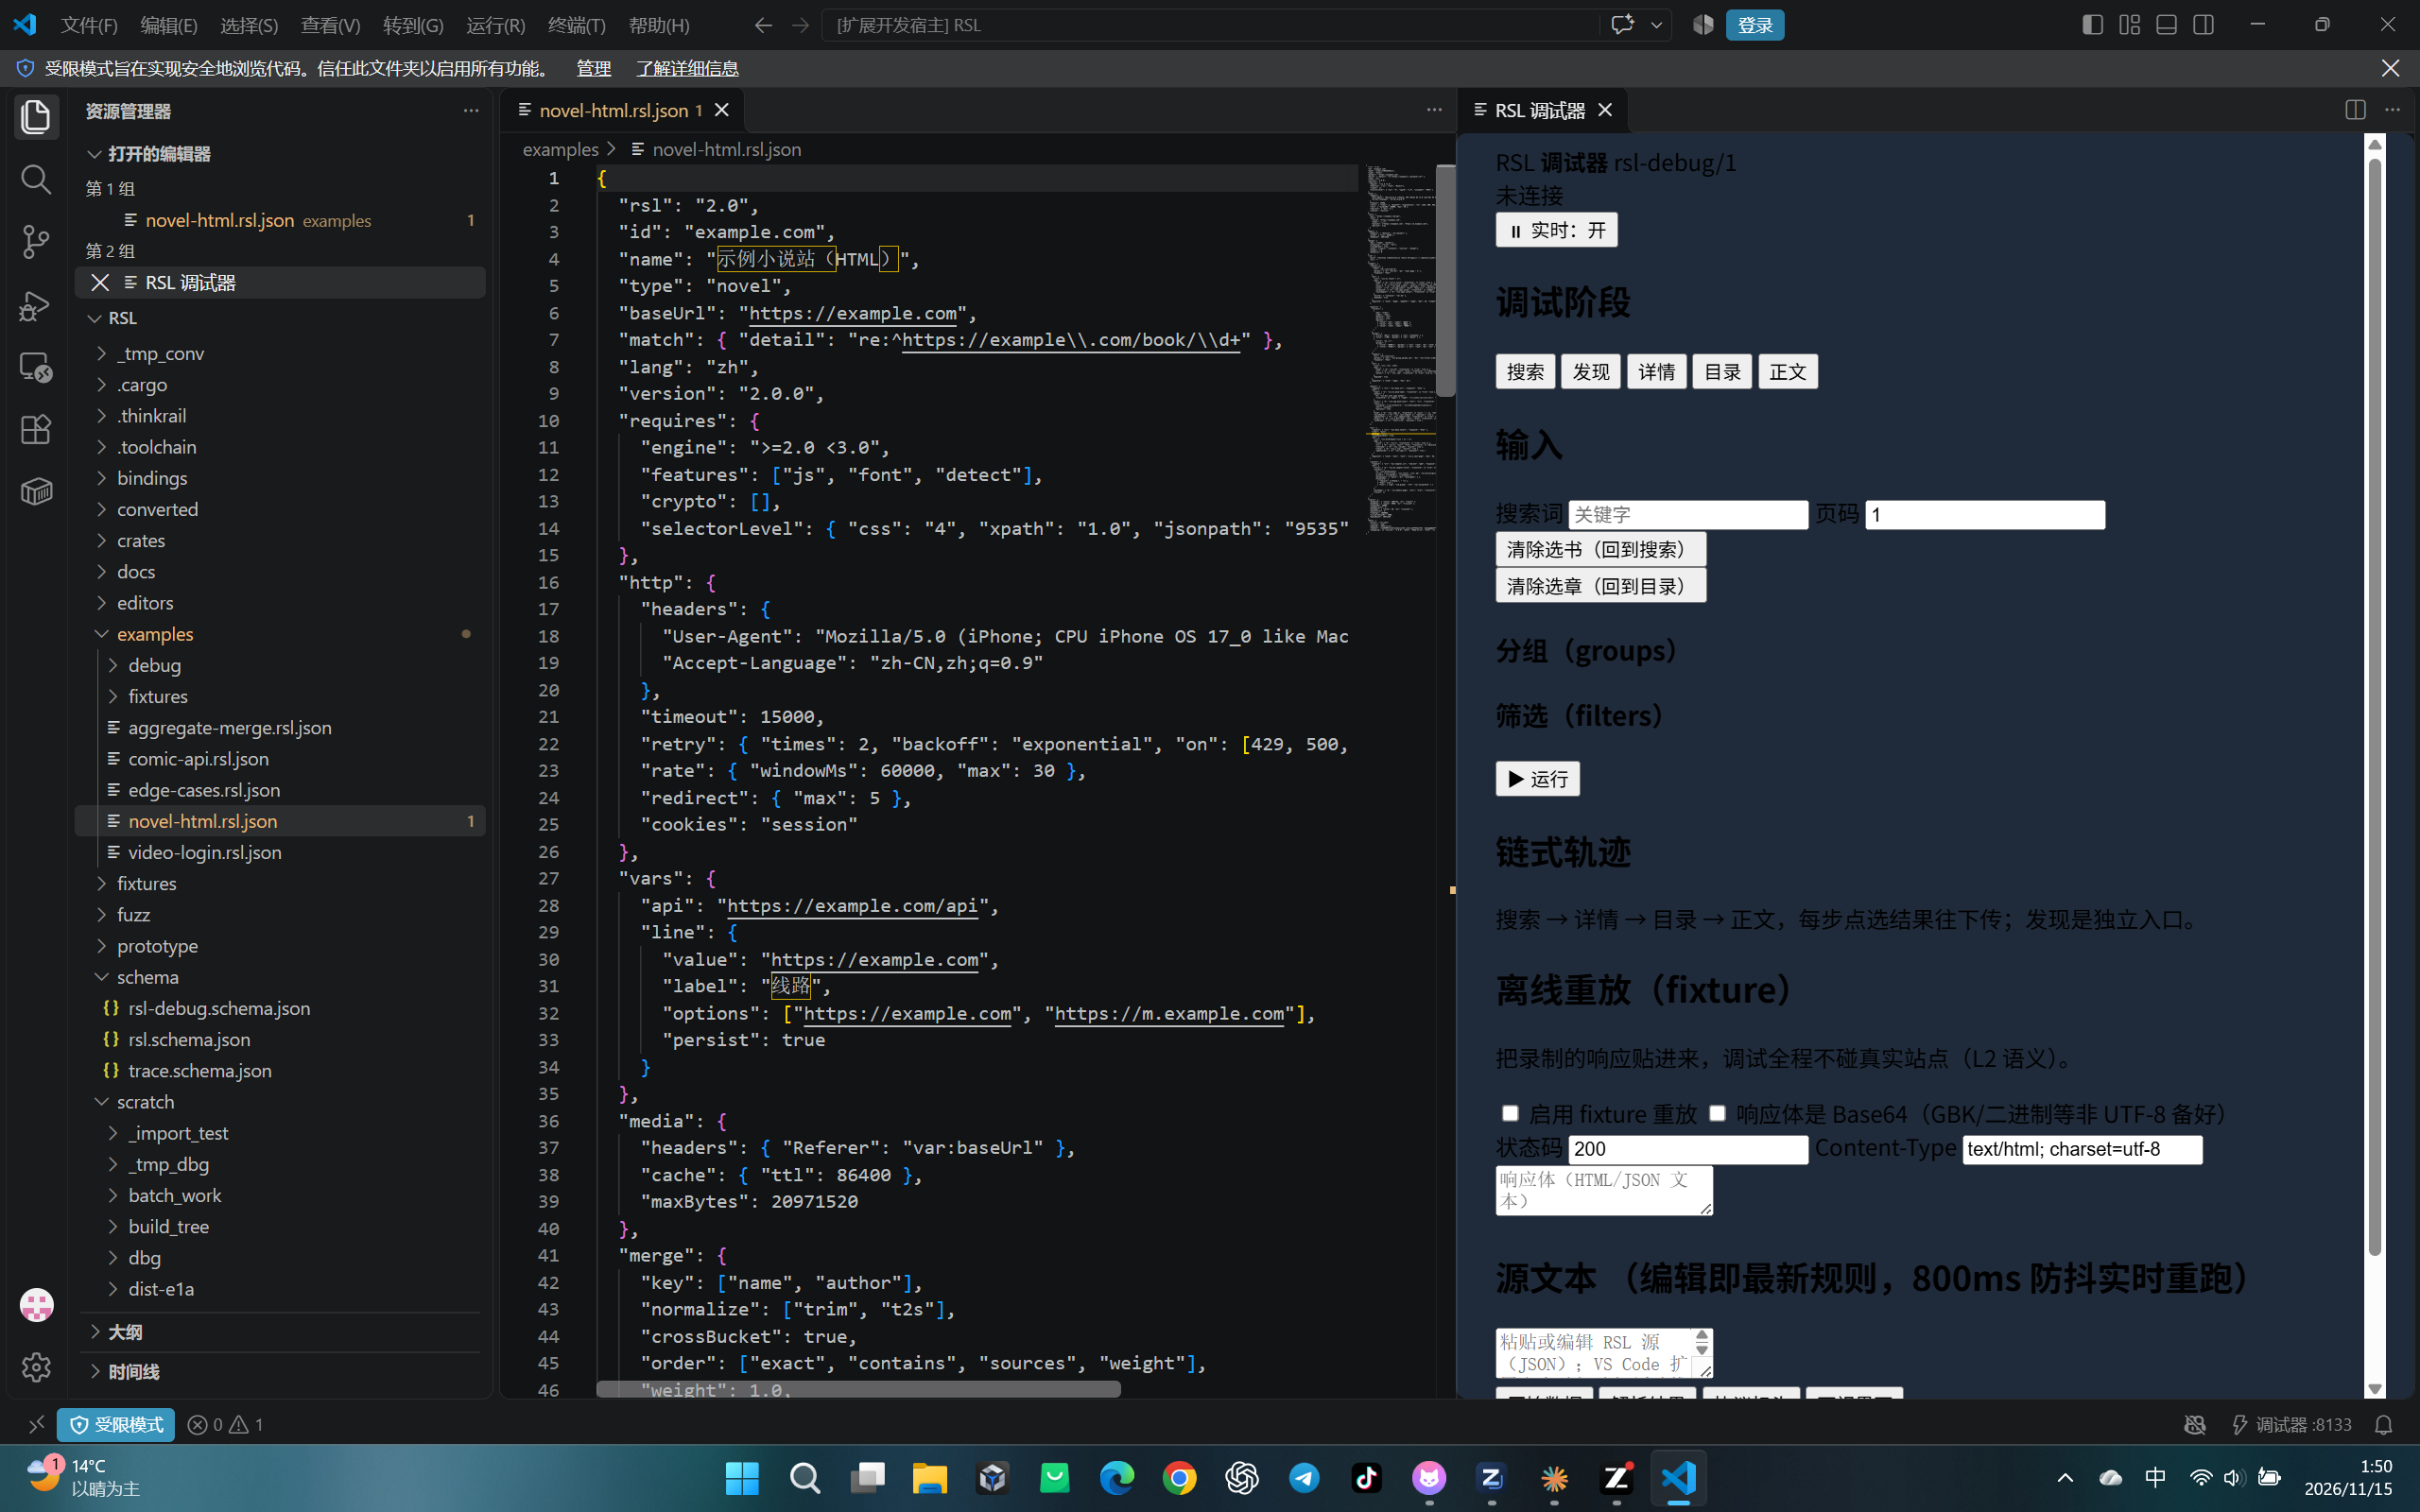 文件(F) 编辑(E) 选择(S) 查看(V) 转到(G) 运行(R) 终端(T) 帮助(H) [扩展开发宿主] RSL 登录
受限模式旨在实现安全地浏览代码。信任此文件夹以启用所有功能。 管理 了解详细信息
资源管理器
打开的编辑器
第 1 组
novel-html.rsl.json examples 1
第 2 组
RSL 调试器
RSL
_tmp_conv
.cargo
.thinkrail
.toolchain
bindings
converted
crates
docs
editors
examples
debug
fixtures
aggregate-merge.rsl.json
comic-api.rsl.json
edge-cases.rsl.json
novel-html.rsl.json 1
video-login.rsl.json
fixtures
fuzz
prototype
schema
{} rsl-debug.schema.json
{} rsl.schema.json
{} trace.schema.json
scratch
_import_test
_tmp_dbg
batch_work
build_tree
dbg
dist-e1a
大纲
时间线
novel-html.rsl.json 1
examples > novel-html.rsl.json
1 {
2 "rsl": "2.0",
3 "id": "example.com",
4 "name": "示例小说站（HTML）",
5 "type": "novel",
6 "baseUrl": "https://example.com",
7 "match": { "detail": "re:^https://example\\.com/book/\\d+" },
8 "lang": "zh",
9 "version": "2.0.0",
10 "requires": {
11 "engine": ">=2.0 <3.0",
12 "features": ["js", "font", "detect"],
13 "crypto": [],
14 "selectorLevel": { "css": "4", "xpath": "1.0", "jsonpath": "9535"
15 },
16 "http": {
17 "headers": {
18 "User-Agent": "Mozilla/5.0 (iPhone; CPU iPhone OS 17_0 like Mac
19 "Accept-Language": "zh-CN,zh;q=0.9"
20 },
21 "timeout": 15000,
22 "retry": { "times": 2, "backoff": "exponential", "on": [429, 500,
23 "rate": { "windowMs": 60000, "max": 30 },
24 "redirect": { "max": 5 },
25 "cookies": "session"
26 },
27 "vars": {
28 "api": "https://example.com/api",
29 "line": {
30 "value": "https://example.com",
31 "label": "线路",
32 "options": ["https://example.com", "https://m.example.com"],
33 "persist": true
34 }
35 },
36 "media": {
37 "headers": { "Referer": "var:baseUrl" },
38 "cache": { "ttl": 86400 },
39 "maxBytes": 20971520
40 },
41 "merge": {
42 "key": ["name", "author"],
43 "normalize": ["trim", "t2s"],
44 "crossBucket": true,
45 "order": ["exact", "contains", "sources", "weight"],
46 "weight": 1.0,
RSL 调试器
RSL 调试器 rsl-debug/1
未连接
⏸ 实时：开
调试阶段
搜索 发现 详情 目录 正文
输入
搜索词 关键字 页码 1
清除选书（回到搜索）
清除选章（回到目录）
分组（groups）
筛选（filters）
▶ 运行
链式轨迹
搜索 → 详情 → 目录 → 正文，每步点选结果往下传；发现是独立入口。
离线重放（fixture）
把录制的响应贴进来，调试全程不碰真实站点（L2 语义）。
启用 fixture 重放 响应体是 Base64（GBK/二进制等非 UTF-8 备好）
状态码 200 Content-Type text/html; charset=utf-8
响应体（HTML/JSON 文
本）
源文本 （编辑即最新规则，800ms 防抖实时重跑）
粘贴或编辑 RSL 源
（JSON）；VS Code 扩
受限模式 0 1 调试器 :8133
1 14°C
以晴为主
中
1:50
2026/11/15